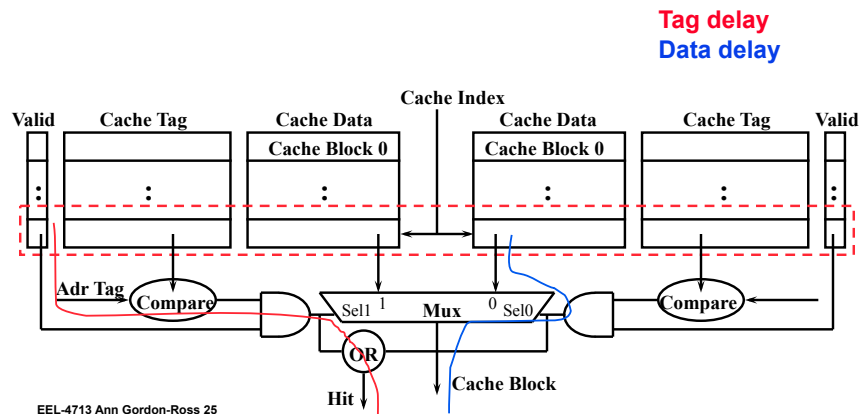 Tag delay
Data delay
Cache Index
Valid Cache Tag Cache Data Cache Data Cache Tag Valid
Cache Block 0 Cache Block 0
: : : : : :
Adr Tag Compare Sel1 1 Mux 0 Sel0 Compare
OR
Hit Cache Block
EEL-4713 Ann Gordon-Ross 25